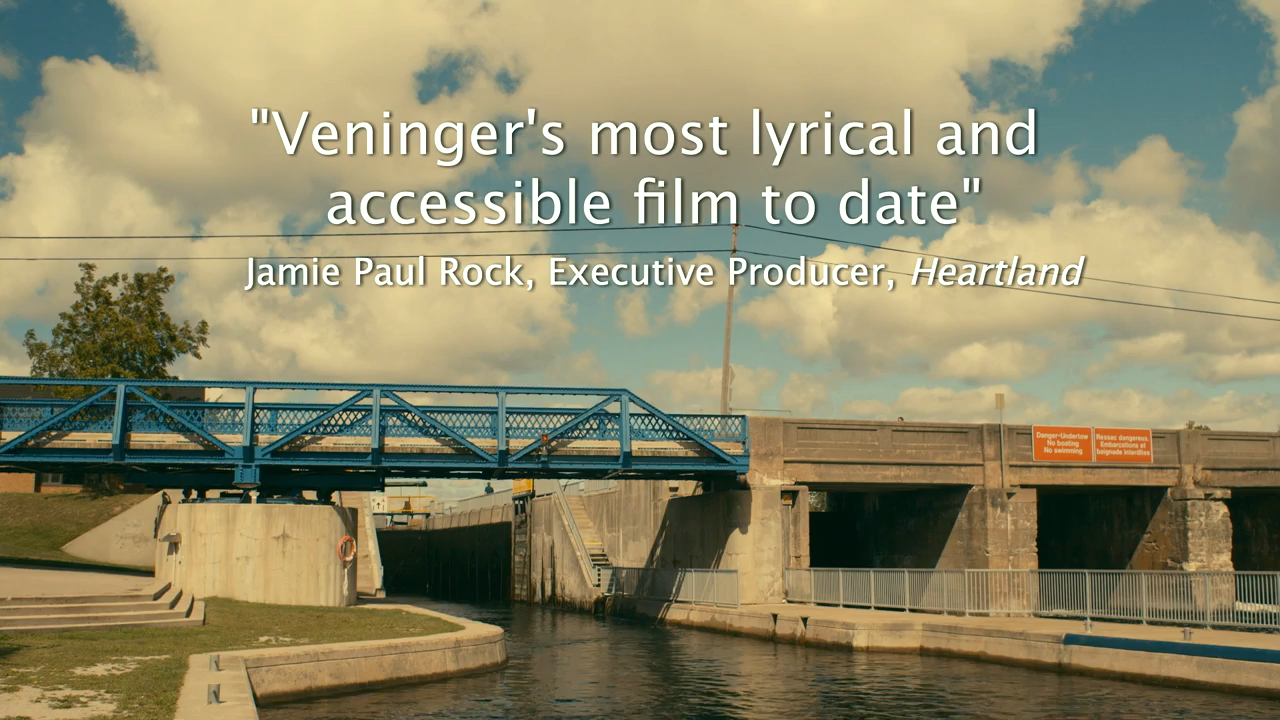 "Veninger's most lyrical and
accessible film to date"
Jamie Paul Rock, Executive Producer, Heartland
Danger-Undertow
No boating
No swimming
Ressac dangereux.
Embarcations et
baignade interdites